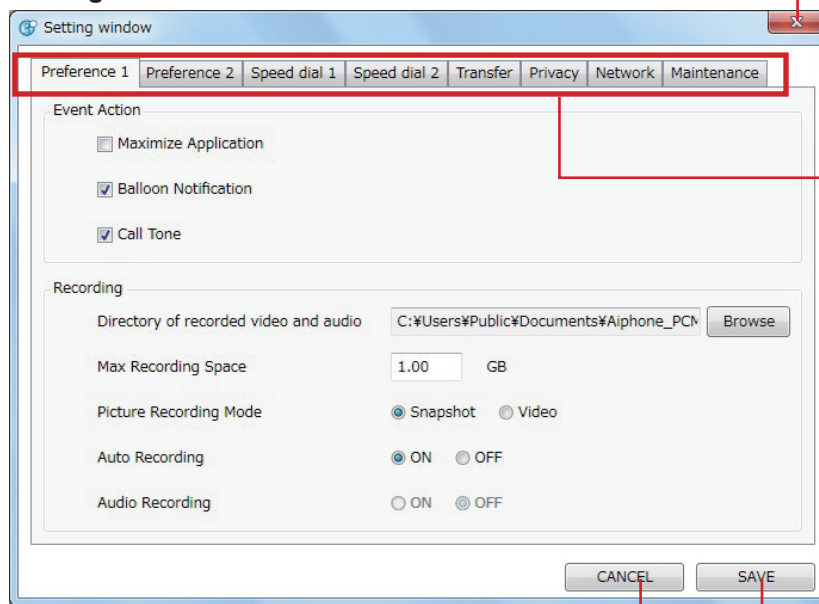 Setting window
Preference 1 Preference 2 Speed dial 1 Speed dial 2 Transfer Privacy Network Maintenance
Event Action
Maximize Application
Balloon Notification
Call Tone
Recording
Directory of recorded video and audio C:¥Users¥Public¥Documents¥Aiphone_PCM Browse
Max Recording Space 1.00 GB
Picture Recording Mode Snapshot Video
Auto Recording ON OFF
Audio Recording ON OFF
CANCEL SAVE